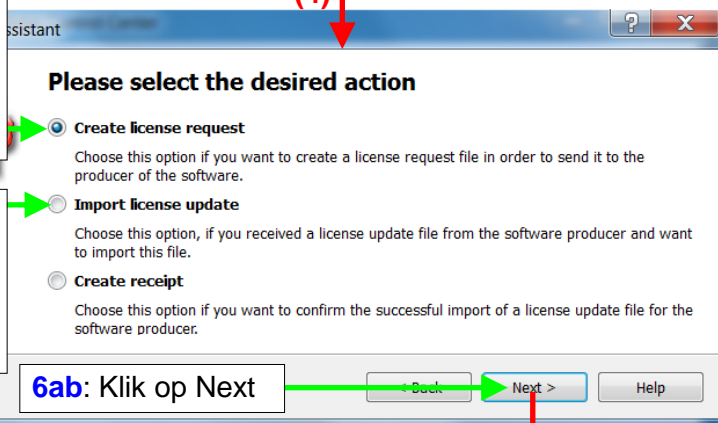 (4)
ssistant
Please select the desired action
Create license request
Choose this option if you want to create a license request file in order to send it to the
producer of the software.
Import license update
Choose this option, if you received a license update file from the software producer and want
to import this file.
Create receipt
Choose this option if you want to confirm the successful import of a license update file for the
software producer.
6ab: Klik op Next
< Back Next > Help